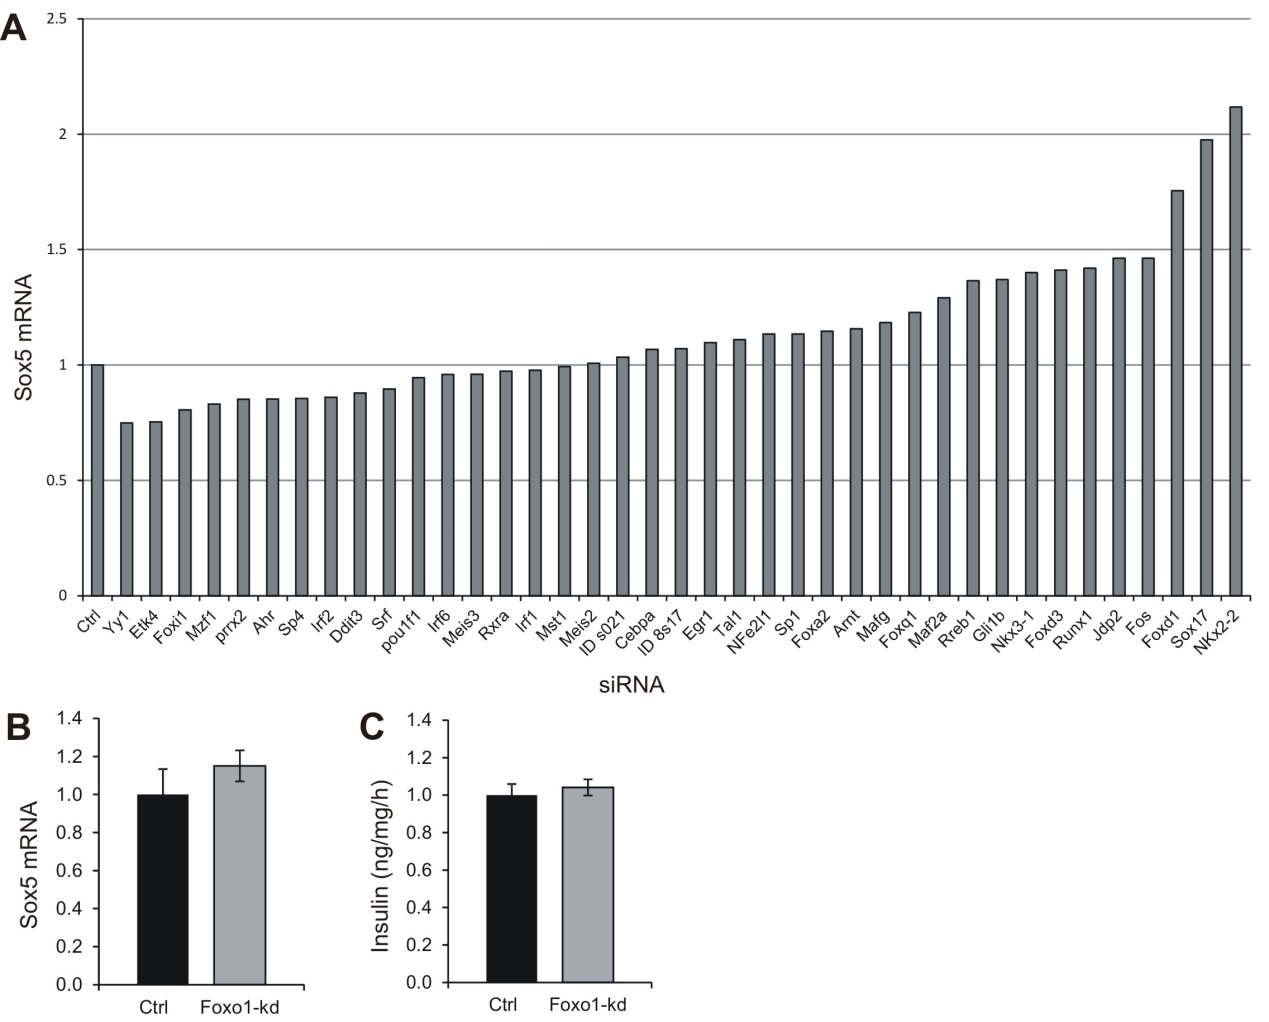 A
2.5
2
1.5
1
0.5
0
Sox5 mRNA
Ctrl
Yy1
Etk4
Foxi1
Mzf1
prrx2
Ahr
Sp4
Irf2
Ddit3
Srf
pou1f1
Irf6
Meis3
Rxra
Irf1
Mst1
Meis2
ID s021
Cebpa
ID 8s17
Egr1
Tal1
NFe2l1
Sp1
Foxa2
Arnt
Mafg
Foxq1
Maf2a
Rreb1
Gli1b
Nkx3-1
Foxd3
Runx1
Jdp2
Fos
Foxd1
Sox17
NKx2-2
siRNA
B
1.4
1.2
1.0
0.8
0.6
0.4
0.2
0.0
Sox5 mRNA
Ctrl Foxo1-kd
C
1.4
1.2
1.0
0.8
0.6
0.4
0.2
0.0
Insulin (ng/mg/h)
Ctrl Foxo1-kd